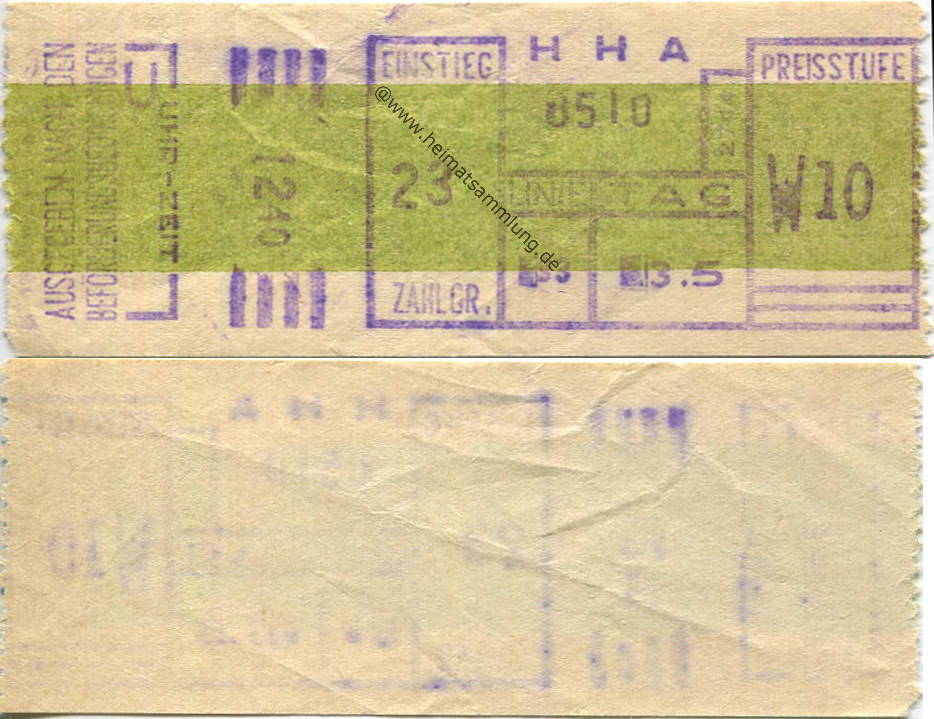 AUSGEGEBEN NACH DEN
BEFÖRDERUNGSBESTIMMUNGEN
UHR-ZEIT
1240
EINSTIEG
23
ZAHLGR.
HHA
0510
LINIE TAG
3.5
PREISSTUFE
W10
@www.heimatsammlung.de